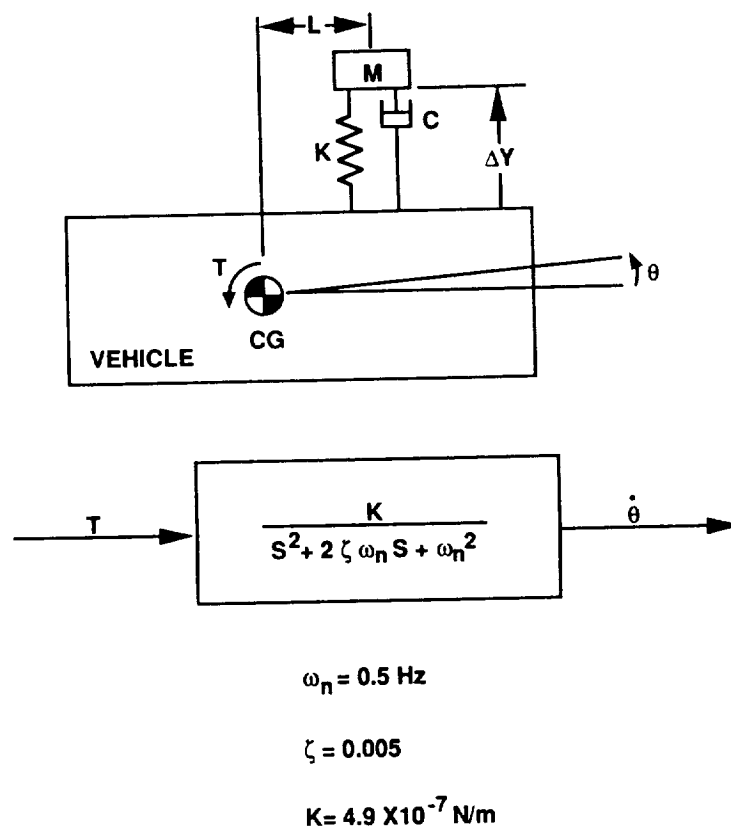 L
M
K
C
ΔY
T
θ
CG
VEHICLE
T
K
S² + 2 ζ ωn S + ωn²
θ̇
ωn = 0.5 Hz
ζ = 0.005
K= 4.9 X10⁻⁷ N/m